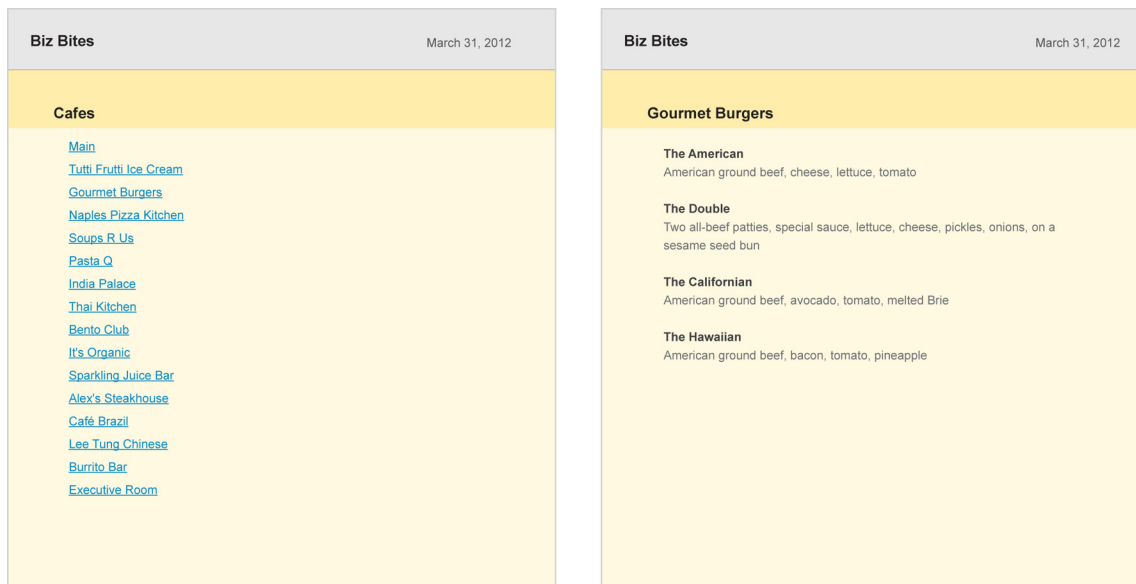 Biz Bites
March 31, 2012
Cafes
Main
Tutti Frutti Ice Cream
Gourmet Burgers
Naples Pizza Kitchen
Soups R Us
Pasta Q
India Palace
Thai Kitchen
Bento Club
It's Organic
Sparkling Juice Bar
Alex's Steakhouse
Café Brazil
Lee Tung Chinese
Burrito Bar
Executive Room
Biz Bites
March 31, 2012
Gourmet Burgers
The American
American ground beef, cheese, lettuce, tomato
The Double
Two all-beef patties, special sauce, lettuce, cheese, pickles, onions, on a
sesame seed bun
The Californian
American ground beef, avocado, tomato, melted Brie
The Hawaiian
American ground beef, bacon, tomato, pineapple